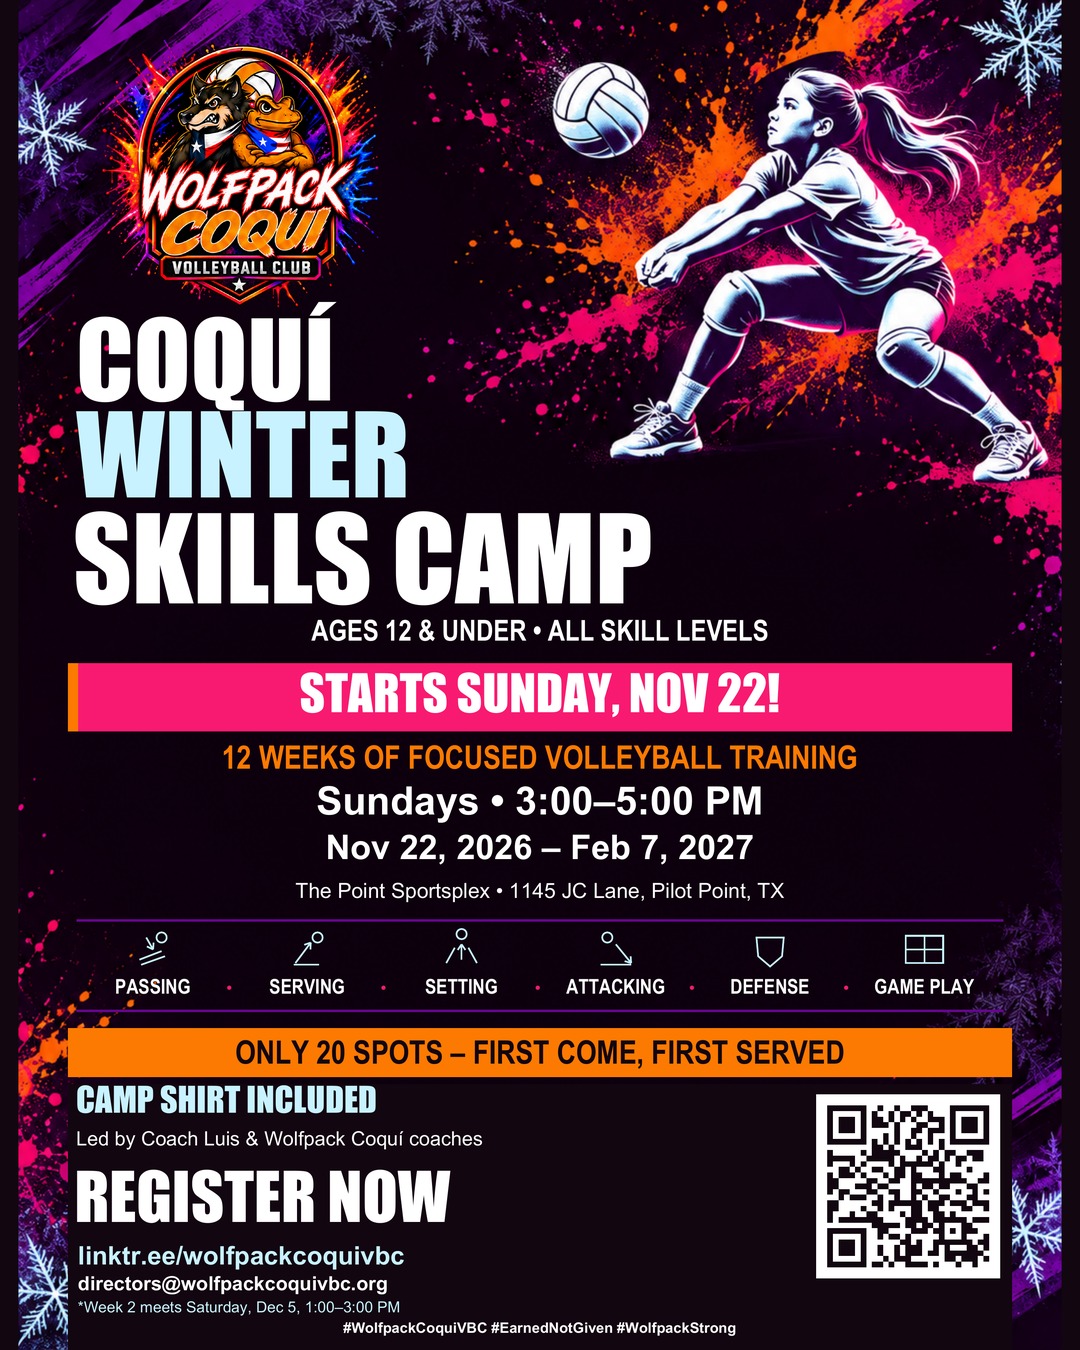 WOLFPACK
COQUI
VOLLEYBALL CLUB
COQUÍ
WINTER
SKILLS CAMP
AGES 12 & UNDER • ALL SKILL LEVELS
STARTS SUNDAY, NOV 22!
12 WEEKS OF FOCUSED VOLLEYBALL TRAINING
Sundays • 3:00–5:00 PM
Nov 22, 2026 – Feb 7, 2027
The Point Sportsplex • 1145 JC Lane, Pilot Point, TX
PASSING • SERVING • SETTING • ATTACKING • DEFENSE • GAME PLAY
ONLY 20 SPOTS – FIRST COME, FIRST SERVED
CAMP SHIRT INCLUDED
Led by Coach Luis & Wolfpack Coquí coaches
REGISTER NOW
linktr.ee/wolfpackcoquivbc
directors@wolfpackcoquivbc.org
*Week 2 meets Saturday, Dec 5, 1:00–3:00 PM
#WolfpackCoquiVBC #EarnedNotGiven #WolfpackStrong